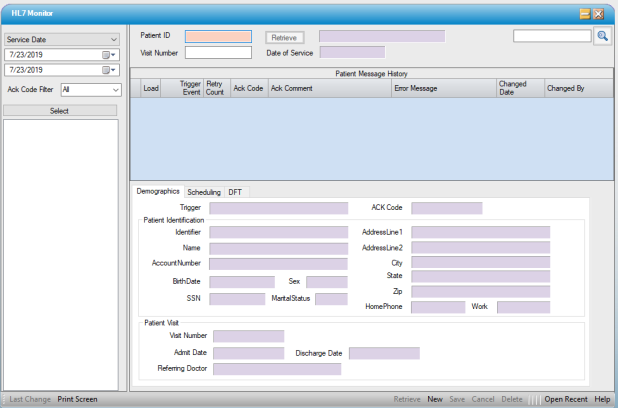 HL7 Monitor
Service Date
7/23/2019
7/23/2019
Ack Code Filter All
Select
Patient ID Retrieve
Visit Number Date of Service
Patient Message History
Load Trigger Event Retry Count Ack Code Ack Comment Error Message Changed Date Changed By
Demographics Scheduling DFT
Trigger ACK Code
Patient Identification
Identifier AddressLine1
Name AddressLine2
AccountNumber City
BirthDate Sex State
SSN MaritalStatus Zip
HomePhone Work
Patient Visit
Visit Number
Admit Date Discharge Date
Referring Doctor
Last Change Print Screen Retrieve New Save Cancel Delete Open Recent Help